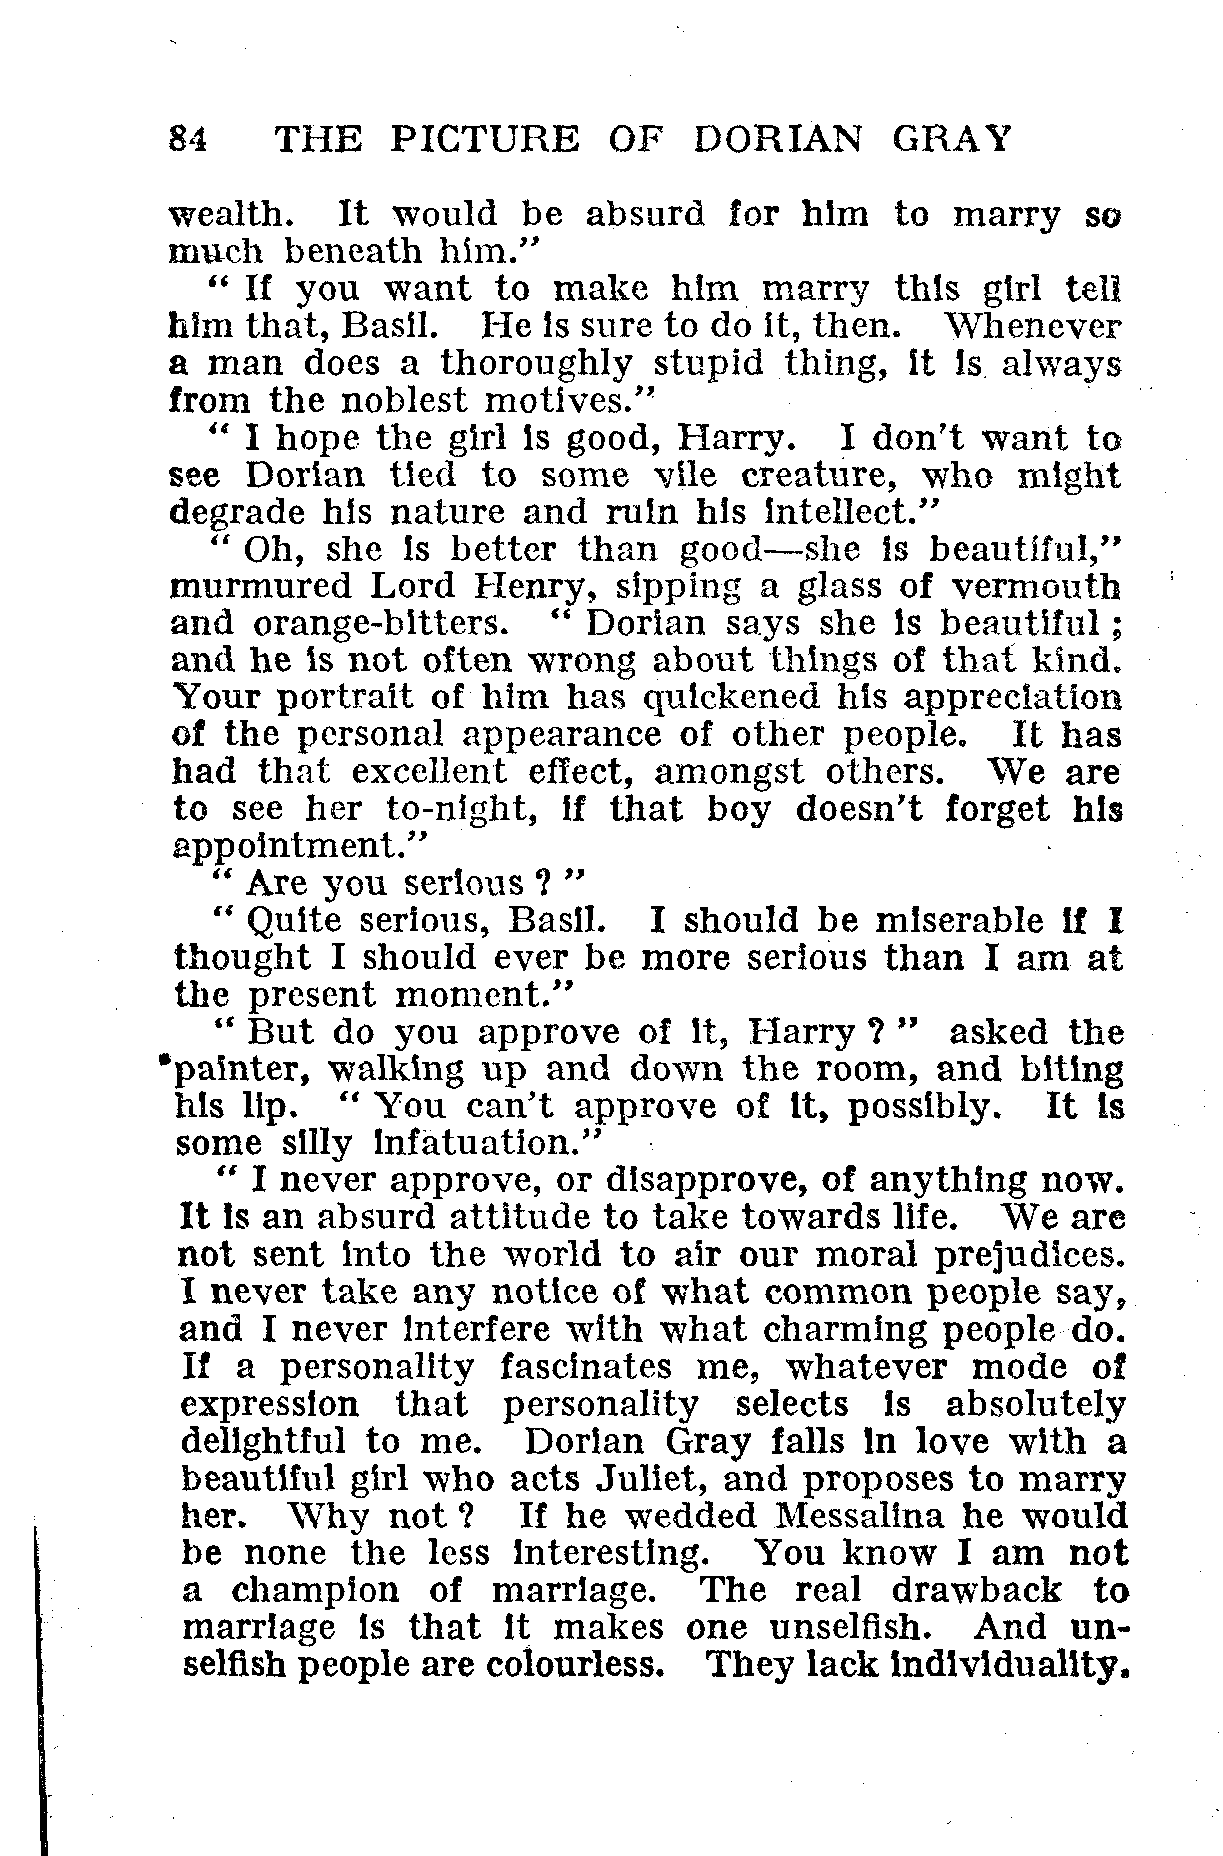 84 THE PICTURE OF DORIAN GRAY
wealth. It would be absurd for him to marry so
much beneath him.”
“ If you want to make him marry this girl tell
him that, Basil. He is sure to do it, then. Whenever
a man does a thoroughly stupid thing, it is always
from the noblest motives.”
“ I hope the girl is good, Harry. I don't want to
see Dorian tied to some vile creature, who might
degrade his nature and ruin his intellect.”
“ Oh, she is better than good—she is beautiful,”
murmured Lord Henry, sipping a glass of vermouth
and orange-bitters. “ Dorian says she is beautiful ;
and he is not often wrong about things of that kind.
Your portrait of him has quickened his appreciation
of the personal appearance of other people. It has
had that excellent effect, amongst others. We are
to see her to-night, if that boy doesn't forget his
appointment.”
“ Are you serious ? ”
“ Quite serious, Basil. I should be miserable if I
thought I should ever be more serious than I am at
the present moment.”
“ But do you approve of it, Harry ? ” asked the
painter, walking up and down the room, and biting
his lip. “ You can't approve of it, possibly. It is
some silly infatuation.”
“ I never approve, or disapprove, of anything now.
It is an absurd attitude to take towards life. We are
not sent into the world to air our moral prejudices.
I never take any notice of what common people say,
and I never interfere with what charming people do.
If a personality fascinates me, whatever mode of
expression that personality selects is absolutely
delightful to me. Dorian Gray falls in love with a
beautiful girl who acts Juliet, and proposes to marry
her. Why not ? If he wedded Messalina he would
be none the less interesting. You know I am not
a champion of marriage. The real drawback to
marriage is that it makes one unselfish. And un-
selfish people are colourless. They lack individuality.